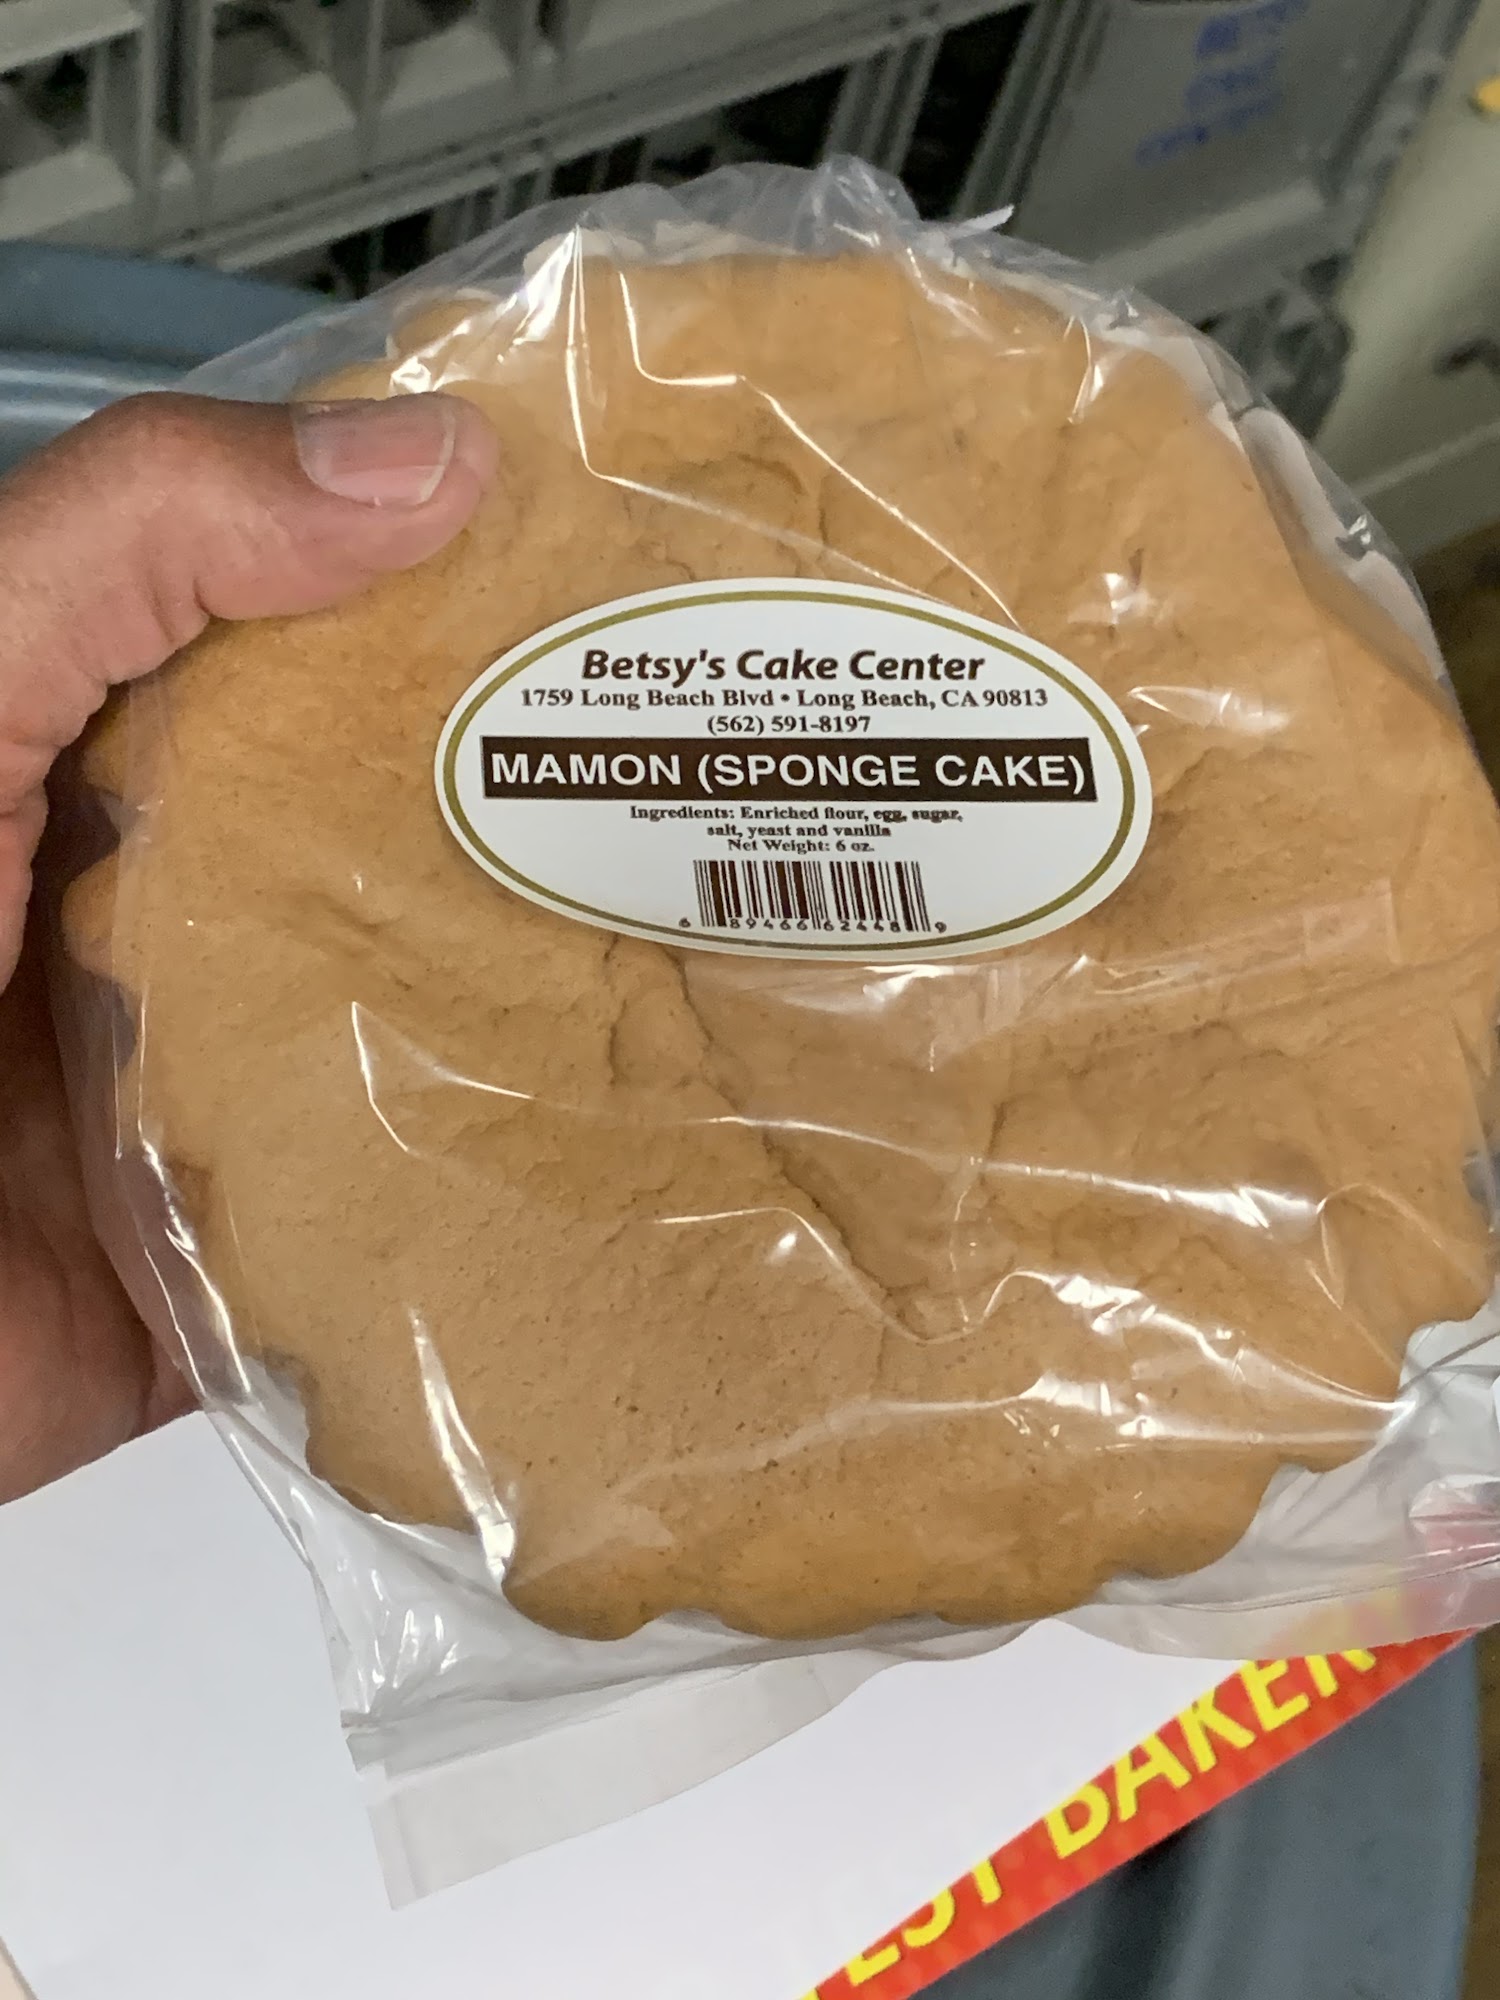 Betsy's Cake Center
1759 Long Beach Blvd • Long Beach, CA 90813
(562) 591-8197
MAMON (SPONGE CAKE)
Ingredients: Enriched flour, egg, sugar,
salt, yeast and vanilla
Net Weight: 6 oz.
6 89466 62448 9